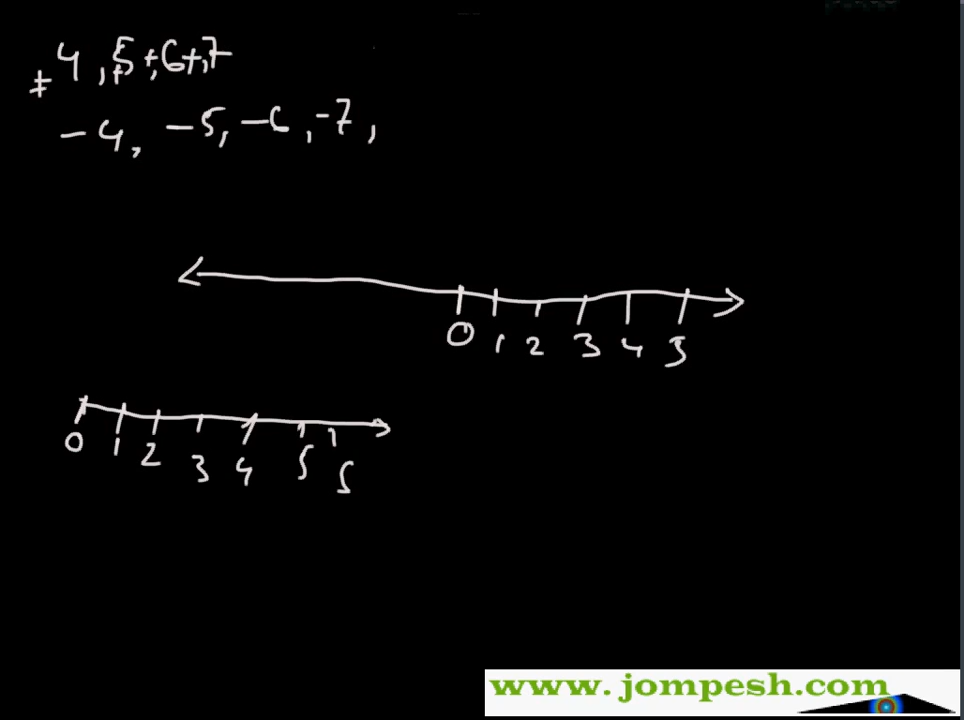 +4, 5+, 6+, 7
-4, -5, -6, -7,
0 1 2 3 4 5
0 1 2 3 4 5 5
www.jompesh.com